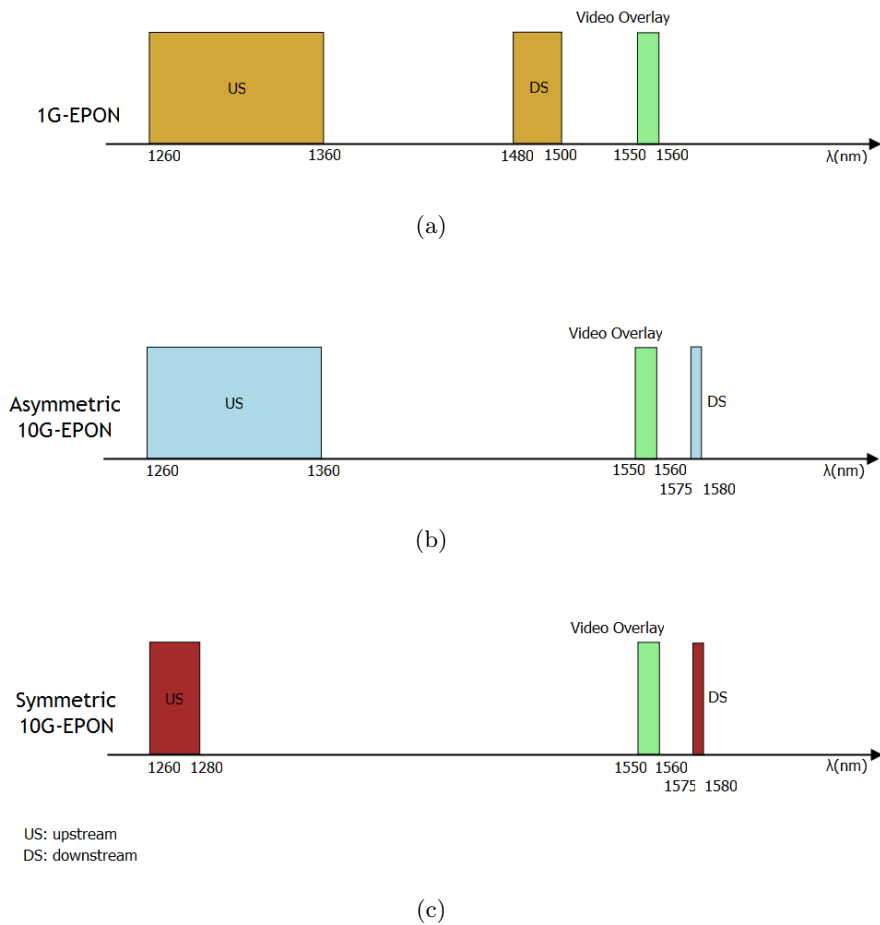 Video Overlay
US
DS
1G-EPON
1260 1360 1480 1500 1550 1560 λ(nm)
(a)
Video Overlay
US
DS
Asymmetric
10G-EPON
1260 1360 1550 1560 λ(nm)
1575 1580
(b)
Video Overlay
US
DS
Symmetric
10G-EPON
1260 1280 1550 1560 λ(nm)
1575 1580
US: upstream
DS: downstream
(c)